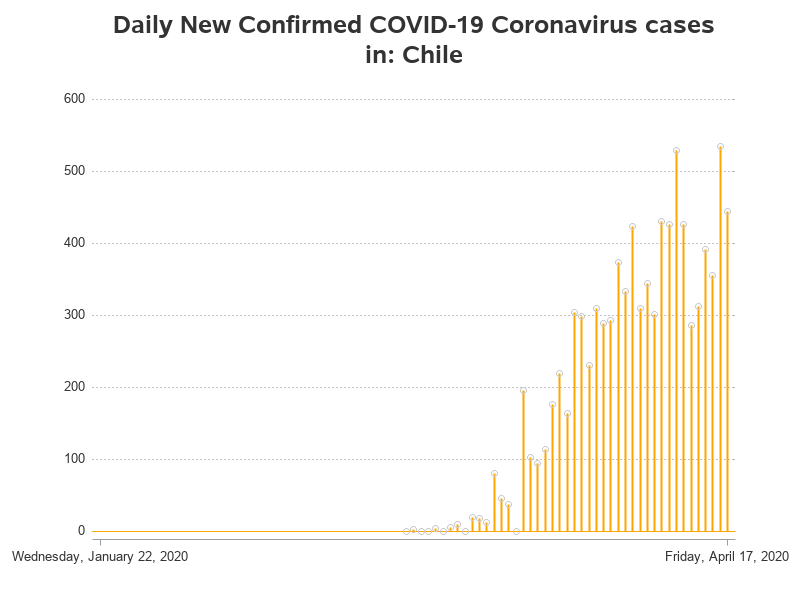 Daily New Confirmed COVID-19 Coronavirus cases
in: Chile
600
500
400
300
200
100
0
Wednesday, January 22, 2020
Friday, April 17, 2020